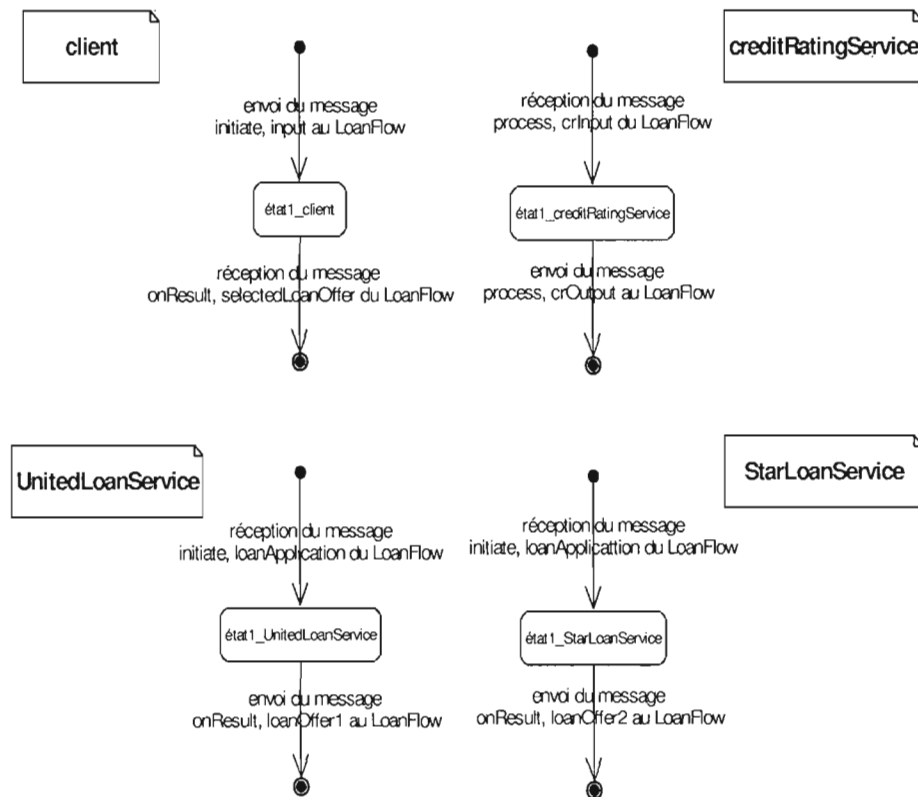 client
envoi du message
initiate, input au LoanFlow
état1_client
réception du message
onResult, selectedLoanOffer du LoanFlow
creditRatingService
réception du message
process, crInput du LoanFlow
état1_creditRatingService
envoi du message
process, crOutput au LoanFlow
UnitedLoanService
réception du message
initiate, loanApplication du LoanFlow
état1_UnitedLoanService
envoi du message
onResult, loanOffer1 au LoanFlow
StarLoanService
réception du message
initiate, loanApplicattion du LoanFlow
état1_StarLoanService
envoi du message
onResult, loanOffer2 au LoanFlow